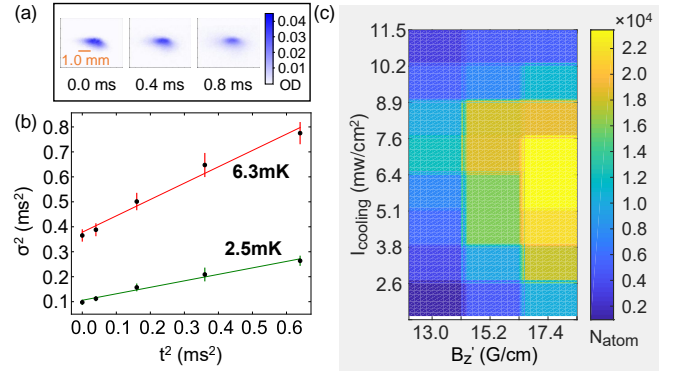 (a)
0.04
0.03
0.02
0.01
OD
1.0 mm
0.0 ms
0.4 ms
0.8 ms
(b)
σ² (ms²)
0.8
0.7
0.6
0.5
0.4
0.3
0.2
0.1
6.3mK
2.5mK
0.0 0.1 0.2 0.3 0.4 0.5 0.6
t² (ms²)
(c)
I_cooling (mw/cm²)
11.5
10.2
8.9
7.6
6.4
5.1
3.8
2.6
13.0 15.2 17.4
B_Z' (G/cm)
×10⁴
2.2
2
1.8
1.6
1.4
1.2
1
0.8
0.6
0.4
0.2
N_atom